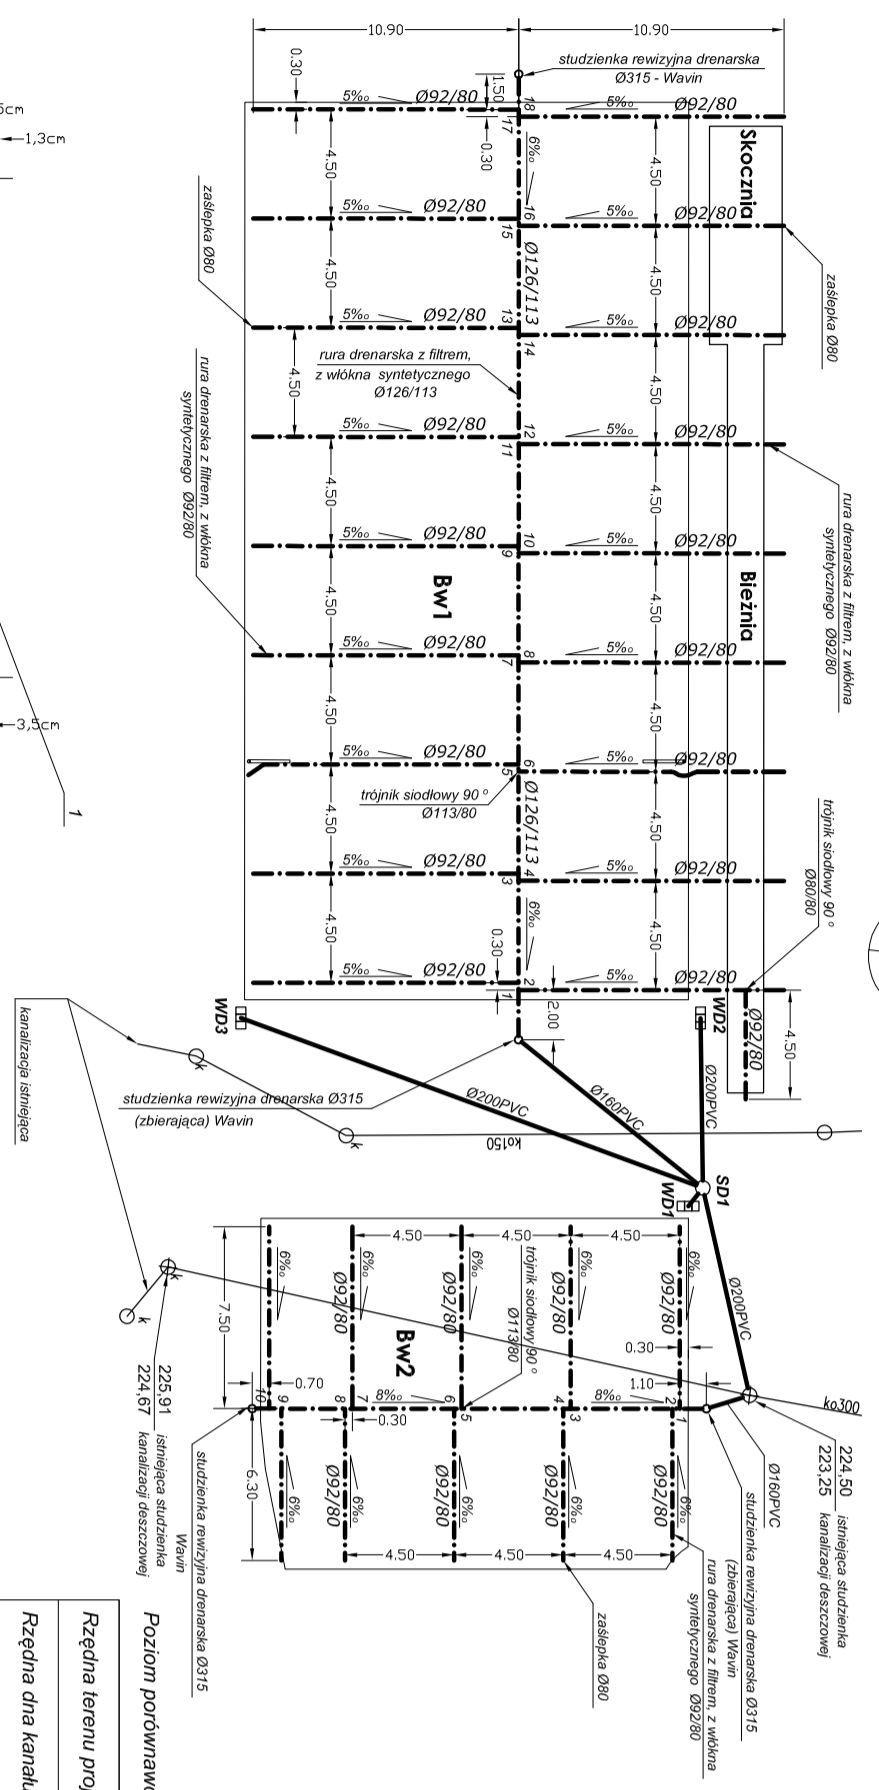 10.90
10.90
studzienka rewizyjna drenarska
Ø315 - Wavin
0.30
1.50
5‰
Ø92/80
18
17
0.30
5‰
Ø92/80
1,3cm
Skocznia
6‰
4.50
4.50
zaślepka Ø80
5‰
Ø92/80
16
15
5‰
Ø92/80
zaślepka Ø80
4.50
4.50
Ø126/113
5‰
Ø92/80
13
14
5‰
Ø92/80
rura drenarska z filtrem,
z włókna syntetycznego
Ø126/113
4.50
4.50
rura drenarska z filtrem, z włókna
syntetycznego Ø92/80
5‰
Ø92/80
12
11
5‰
Ø92/80
4.50
4.50
rura drenarska z filtrem, z włókna
syntetycznego Ø92/80
5‰
Ø92/80
10
9
5‰
Ø92/80
Bw1
Bieżnia
4.50
4.50
5‰
Ø92/80
8
7
5‰
Ø92/80
4.50
4.50
3,5cm
1
5‰
Ø92/80
6
5
5‰
Ø92/80
trójnik siodłowy 90 °
Ø113/80
Ø126/113
4.50
4.50
trójnik siodłowy 90 °
Ø80/80
5‰
Ø92/80
4
3
5‰
Ø92/80
6‰
4.50
4.50
0.30
5‰
Ø92/80
2
1
5‰
Ø92/80
2.00
Ø92/80
4.50
WD3
WD2
kanalizacja istniejąca
k
studzienka rewizyjna drenarska Ø315
(zbierająca) Wavin
Ø200PVC
Ø160PVC
Ø200PVC
k
ko150
SD1
WD1
4.50
4.50
4.50
6‰
6‰
6‰
6‰
7.50
k
k
Ø92/80
Ø92/80
Ø92/80
Ø92/80
trójnik siodłowy 90 °
Ø113/80
Ø200PVC
Bw2
0.30
1.10
0.70
10
9
8
7
8‰
6
5
4
3
8‰
2
1
0.30
ko300
225,91
224,67
istniejąca studzienka
kanalizacji deszczowej
224,50
223,25
istniejąca studzienka
kanalizacji deszczowej
Ø160PVC
6.30
studzienka rewizyjna drenarska Ø315
Wavin
6‰
6‰
6‰
6‰
6‰
Ø92/80
Ø92/80
Ø92/80
Ø92/80
4.50
4.50
4.50
studzienka rewizyjna drenarska Ø315
(zbierająca) Wavin
rura drenarska z filtrem, z włókna
syntetycznego Ø92/80
zaślepka Ø80
Poziom porównawc
Rzędna terenu proj
Rzędna dna kanału